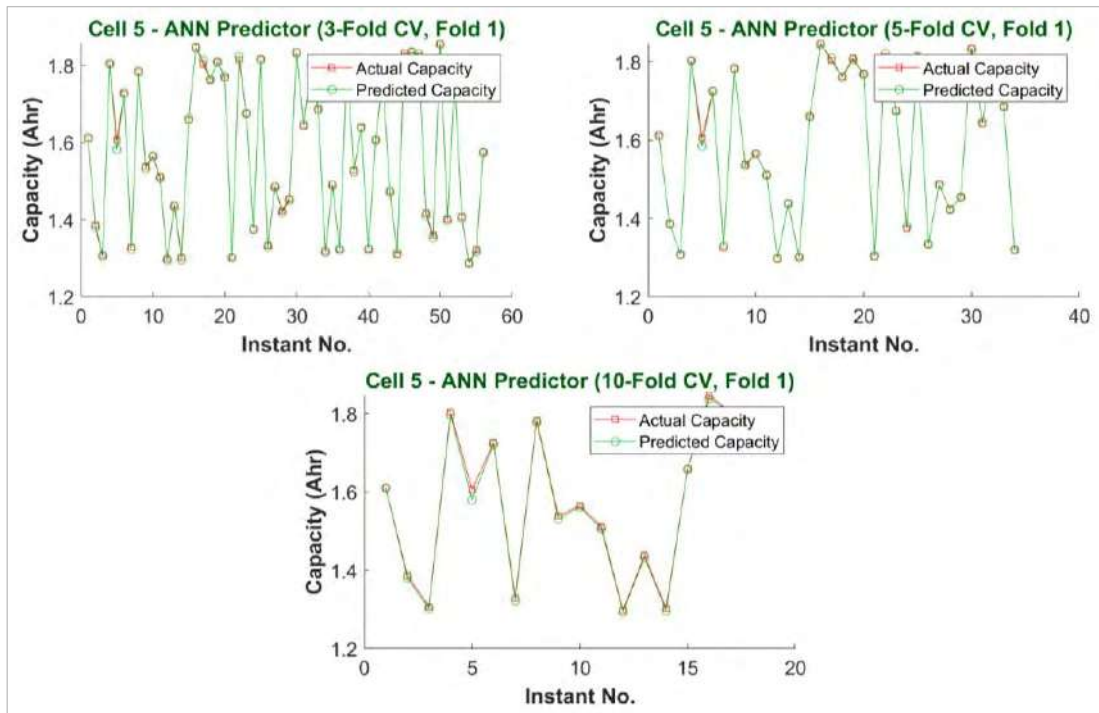 Cell 5 - ANN Predictor (3-Fold CV, Fold 1)
Actual Capacity
Predicted Capacity
Capacity (Ahr)
1.8
1.6
1.4
1.2
0 10 20 30 40 50 60
Instant No.
Cell 5 - ANN Predictor (5-Fold CV, Fold 1)
Actual Capacity
Predicted Capacity
Capacity (Ahr)
1.8
1.6
1.4
1.2
0 10 20 30 40
Instant No.
Cell 5 - ANN Predictor (10-Fold CV, Fold 1)
Actual Capacity
Predicted Capacity
Capacity (Ahr)
1.8
1.6
1.4
1.2
0 5 10 15 20
Instant No.